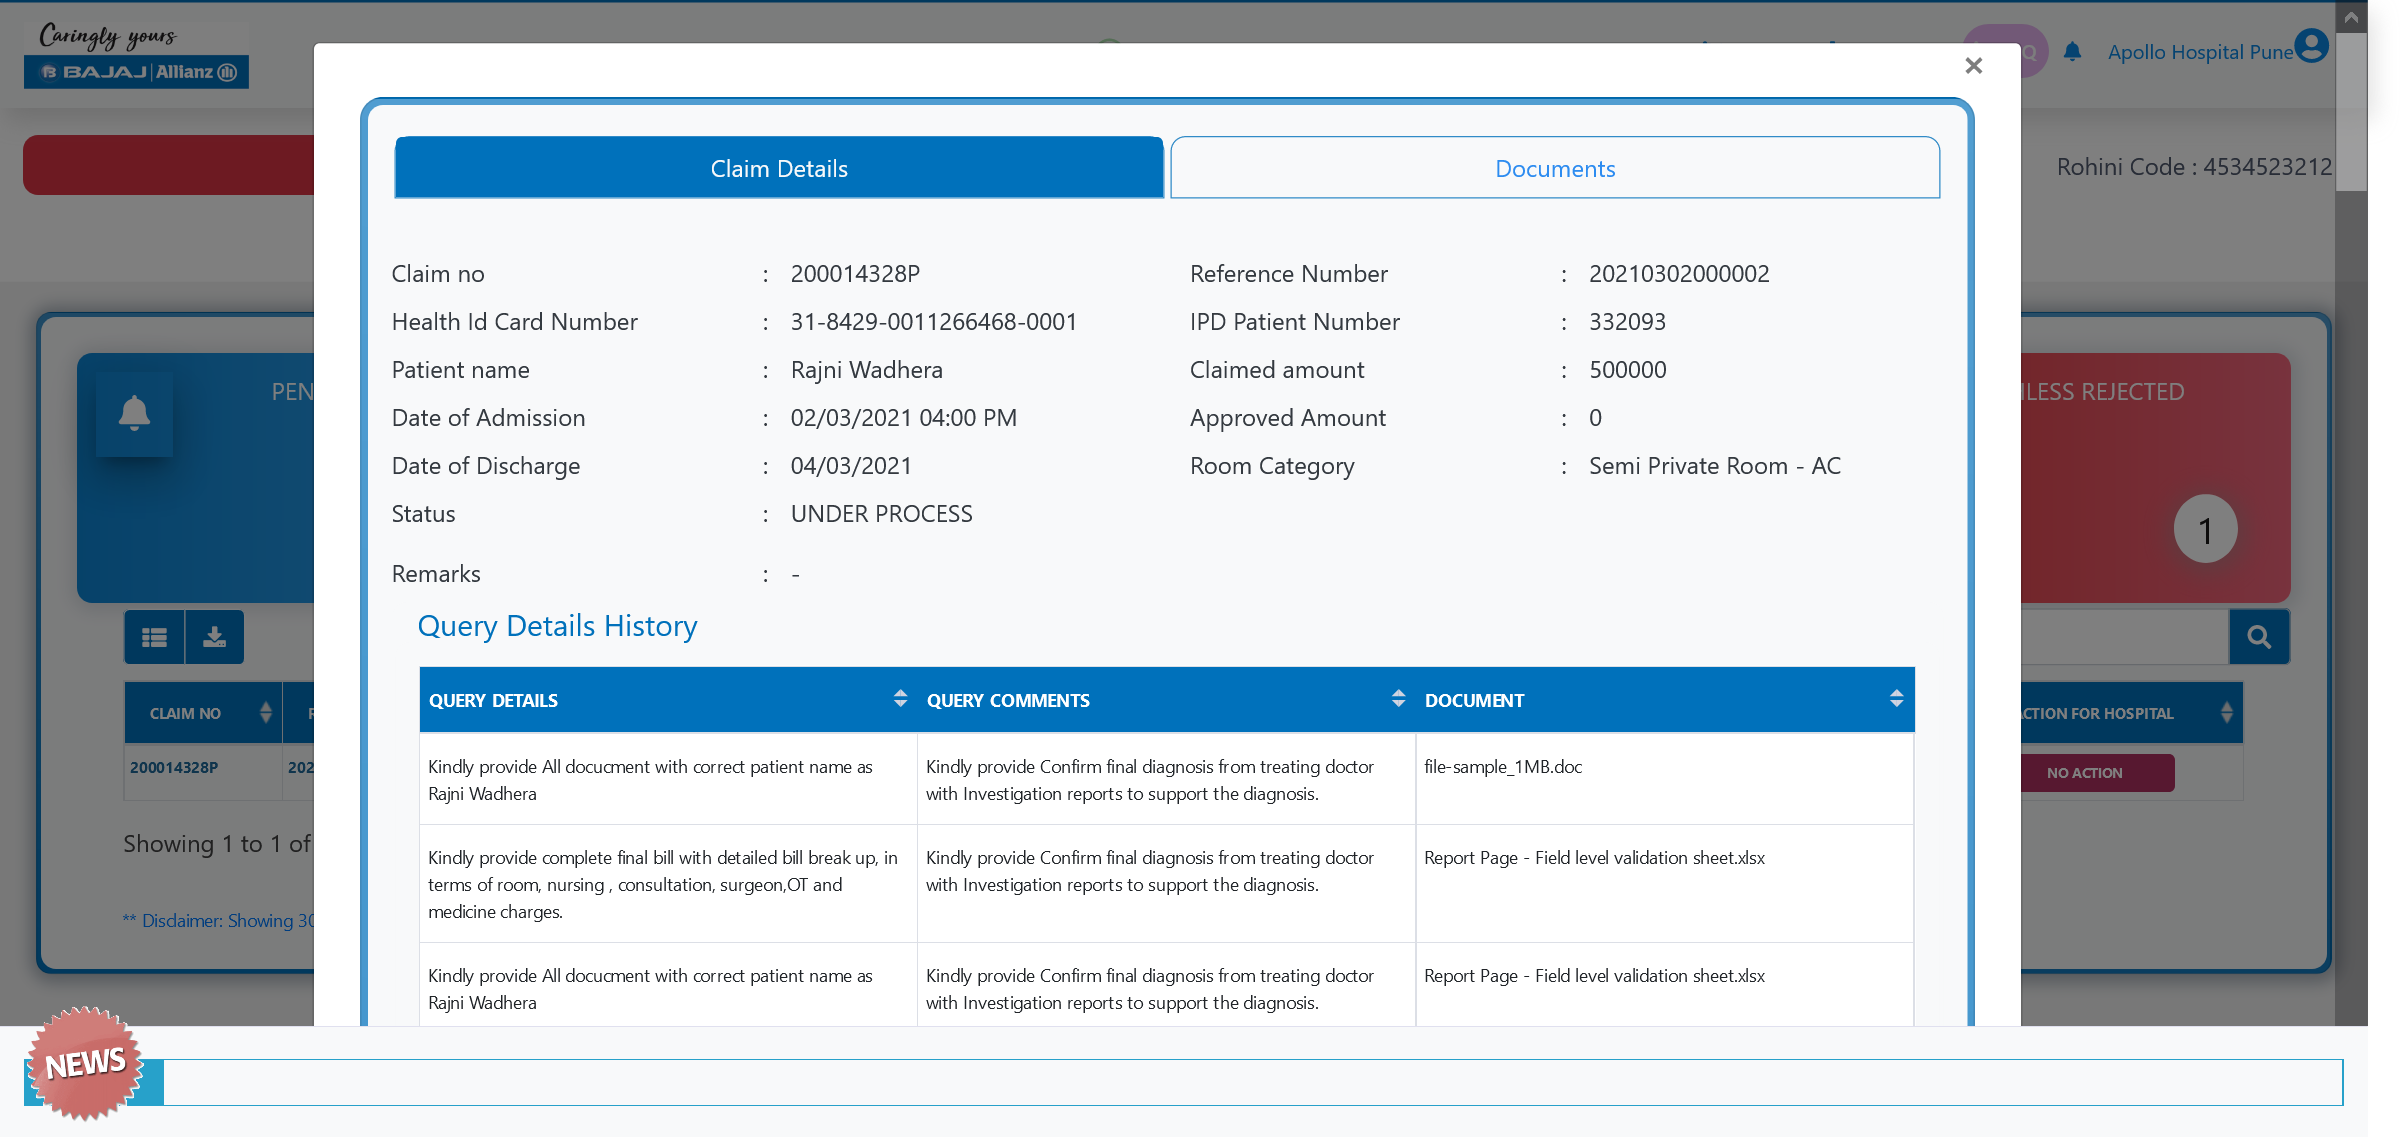 Caringly yours
BAJAJ | Allianz
Apollo Hospital Pune
Rohini Code : 4534523212
×
Claim Details
Documents
Claim no : 200014328P
Reference Number : 20210302000002
Health Id Card Number : 31-8429-0011266468-0001
IPD Patient Number : 332093
Patient name : Rajni Wadhera
Claimed amount : 500000
Date of Admission : 02/03/2021 04:00 PM
Approved Amount : 0
Date of Discharge : 04/03/2021
Room Category : Semi Private Room - AC
Status : UNDER PROCESS
Remarks : -
REJECTED
1
Query Details History
QUERY DETAILS
QUERY COMMENTS
DOCUMENT
Kindly provide All docucment with correct patient name as
Rajni Wadhera
Kindly provide Confirm final diagnosis from treating doctor
with Investigation reports to support the diagnosis.
file-sample_1MB.doc
Kindly provide complete final bill with detailed bill break up, in
terms of room, nursing , consultation, surgeon,OT and
medicine charges.
Kindly provide Confirm final diagnosis from treating doctor
with Investigation reports to support the diagnosis.
Report Page - Field level validation sheet.xlsx
Kindly provide All docucment with correct patient name as
Rajni Wadhera
Kindly provide Confirm final diagnosis from treating doctor
with Investigation reports to support the diagnosis.
Report Page - Field level validation sheet.xlsx
CLAIM NO
200014328P
202
Showing 1 to 1 of
** Disclaimer: Showing 30
FOR HOSPITAL
NO ACTION
NEWS